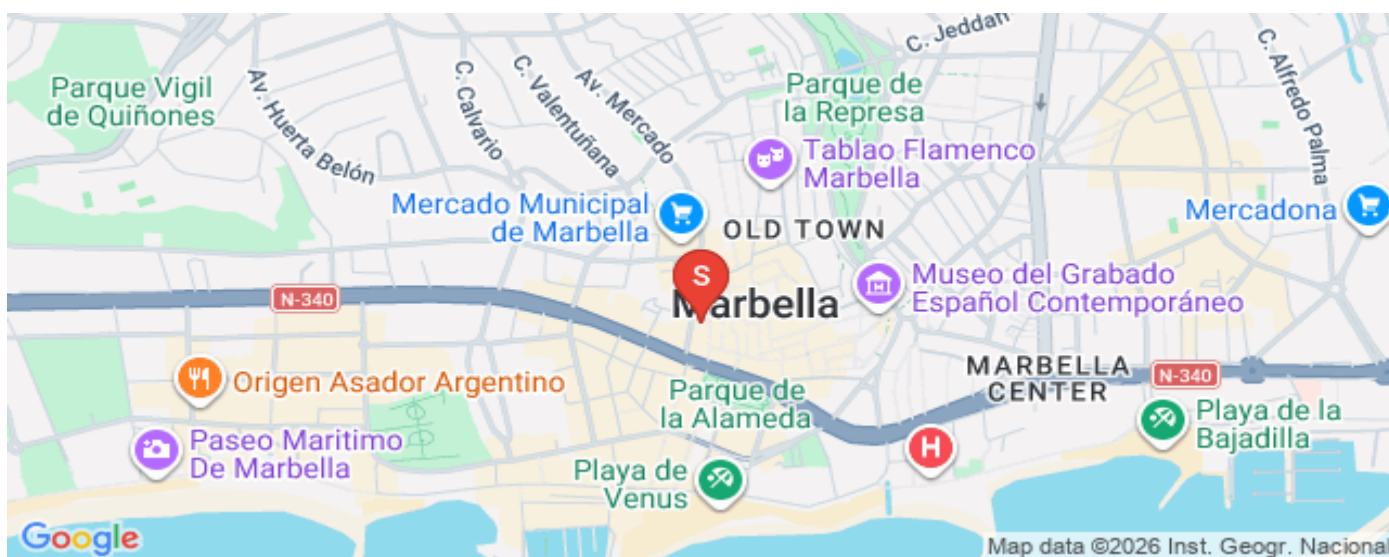 C. Jeddah
Parque Vigil
de Quiñones
Av. Huerta Belón
C. Calvario
C. Valentuñana
Av. Mercado
Parque de
la Represa
C. Alfredo Palma
Tablao Flamenco
Marbella
Mercado Municipal
de Marbella
OLD TOWN
Mercadona
S
Marbella
Museo del Grabado
Español Contemporáneo
N-340
Origen Asador Argentino
MARBELLA
CENTER
N-340
Parque de
la Alameda
Playa de la
Bajadilla
Paseo Maritimo
De Marbella
Playa de
Venus
H
Google
Map data ©2026 Inst. Geogr. Nacional